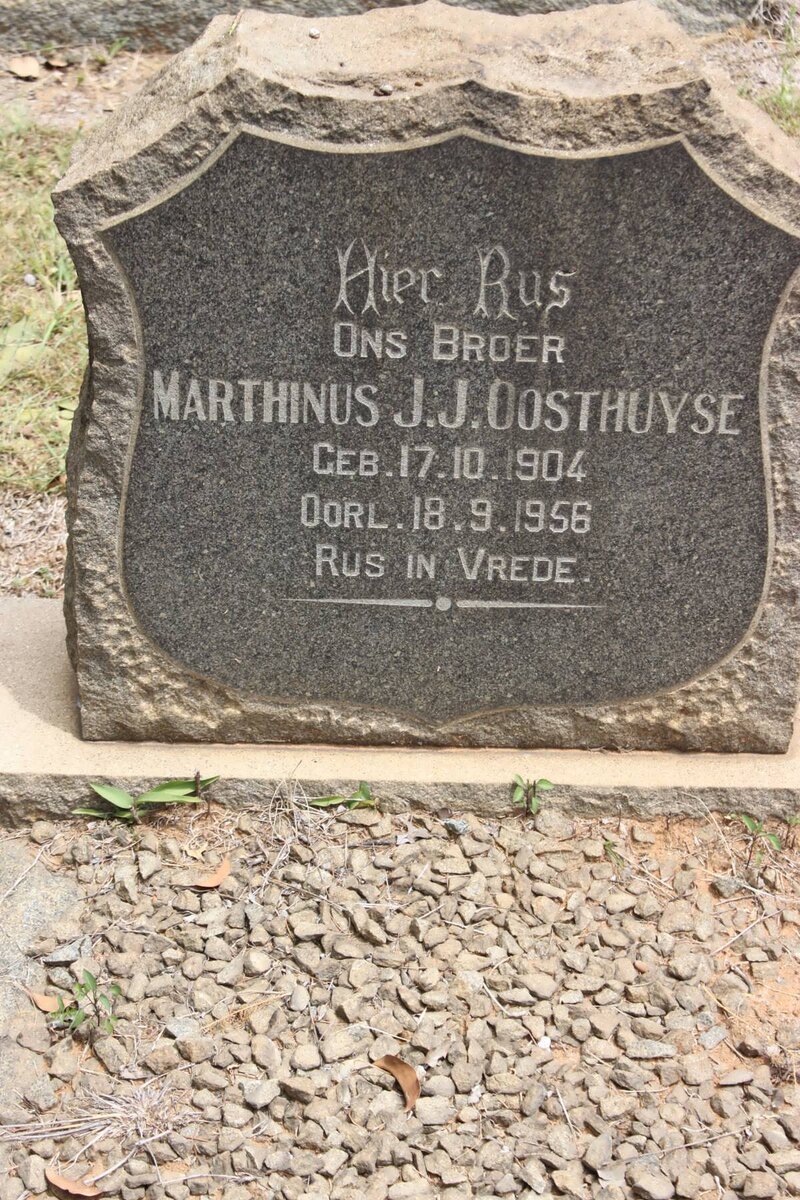 Hier Rus
ONS BROER
MARTHINUS J.J. OOSTHUYSE
GEB. 17.10.1904
OORL. 18.9.1956
RUS IN VREDE.